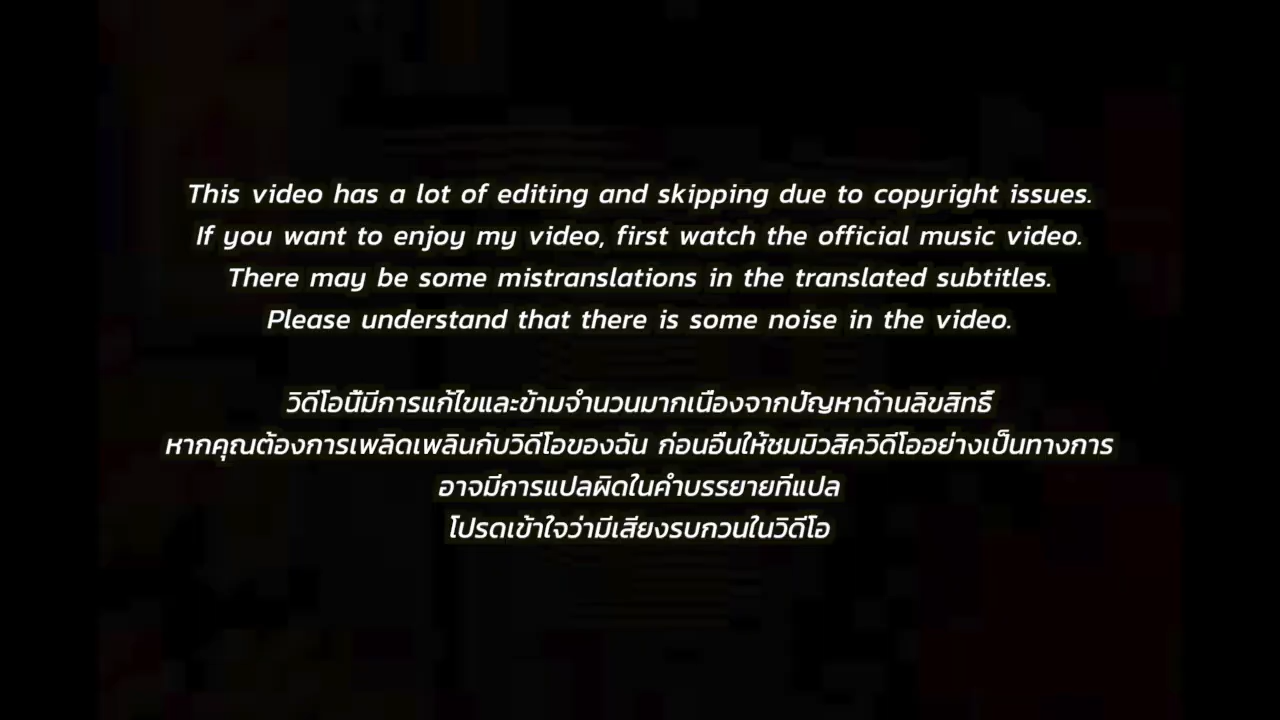 This video has a lot of editing and skipping due to copyright issues.
If you want to enjoy my video, first watch the official music video.
There may be some mistranslations in the translated subtitles.
Please understand that there is some noise in the video.
วิดีโอนี้มีการแก้ไขและข้ามจำนวนมากเนื่องจากปัญหาด้านลิขสิทธิ์
หากคุณต้องการเพลิดเพลินกับวิดีโอของฉัน ก่อนอื่นให้ชมมิวสิควิดีโออย่างเป็นทางการ
อาจมีการแปลผิดในคำบรรยายที่แปล
โปรดเข้าใจว่ามีเสียงรบกวนในวิดีโอ